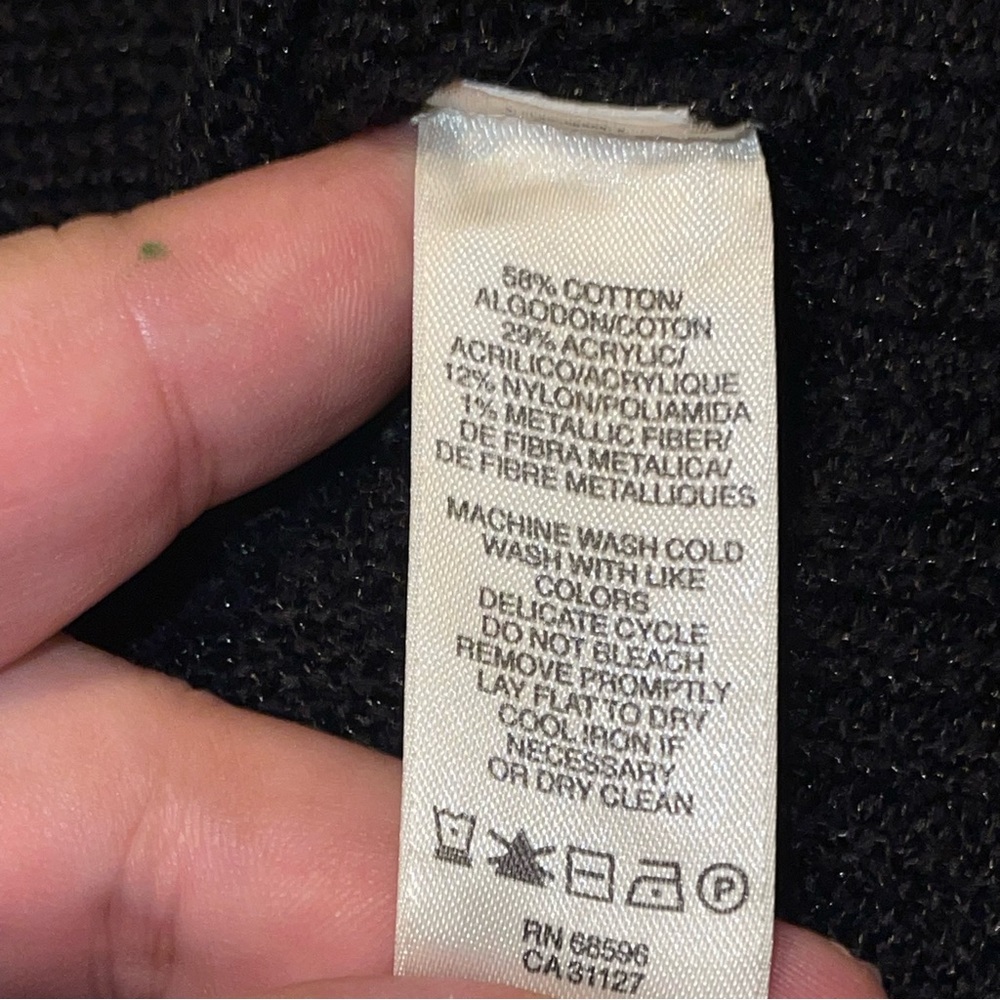 58% COTTON/
ALGODON/COTON
29% ACRYLIC/
ACRILICO/ACRYLIQUE
12% NYLON/POLIAMIDA
1% METALLIC FIBER/
DE FIBRA METALICA/
DE FIBRE METALLIQUES
MACHINE WASH COLD
WASH WITH LIKE
COLORS
DELICATE CYCLE
DO NOT BLEACH
REMOVE PROMPTLY
LAY FLAT TO DRY
COOL IRON IF
NECESSARY
OR DRY CLEAN
P
RN 68596
CA 31127